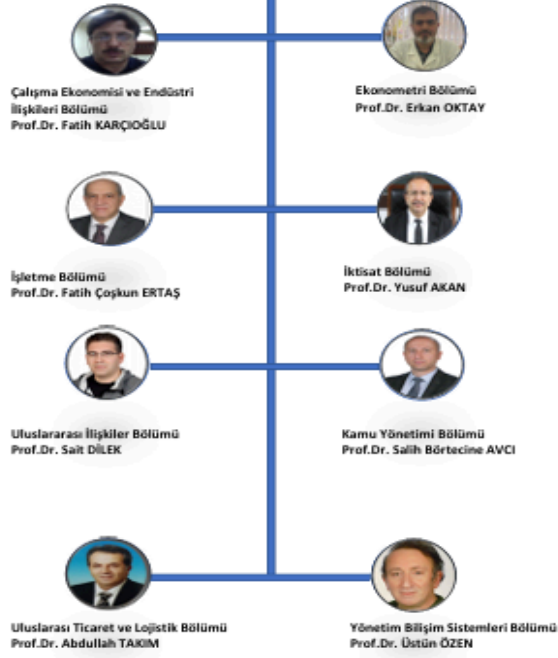 Çalışma Ekonomisi ve Endüstri
İlişkileri Bölümü
Prof.Dr. Fatih KARÇIOĞLU
Ekonometri Bölümü
Prof.Dr. Erkan OKTAY
İşletme Bölümü
Prof.Dr. Fatih Çoşkun ERTAŞ
İktisat Bölümü
Prof.Dr. Yusuf AKAN
Uluslararası İlişkiler Bölümü
Prof.Dr. Sait DİLEK
Kamu Yönetimi Bölümü
Prof.Dr. Salih Börtecine AVCI
Uluslarası Ticaret ve Lojistik Bölümü
Prof.Dr. Abdullah TAKIM
Yönetim Bilişim Sistemleri Bölümü
Prof.Dr. Üstün ÖZEN